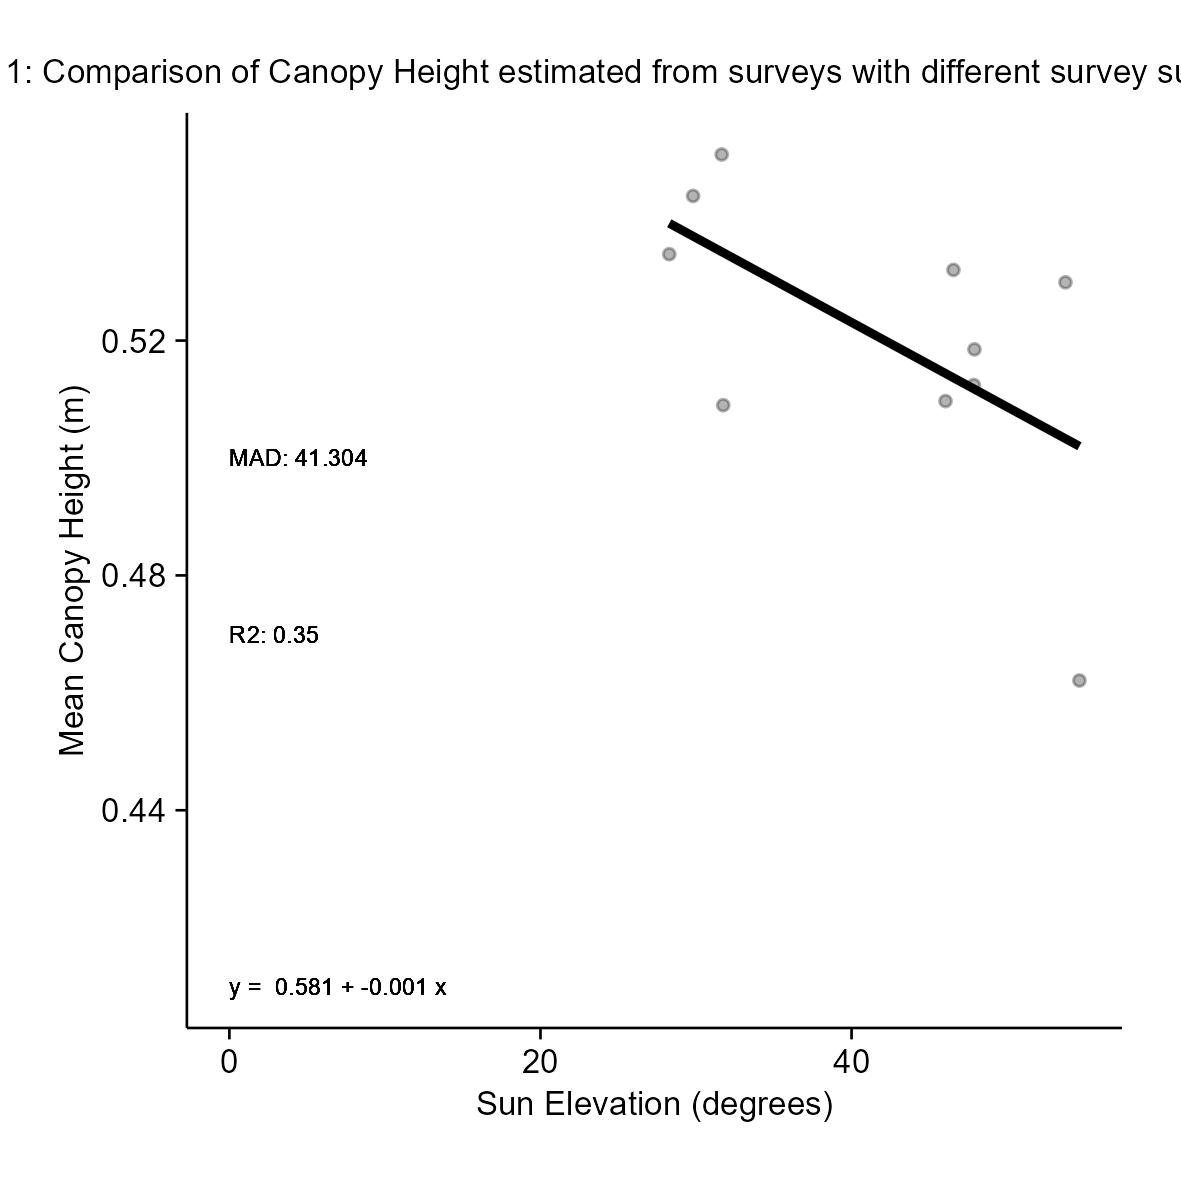 1: Comparison of Canopy Height estimated from surveys with different survey
Mean Canopy Height (m)
0.52
0.48
0.44
MAD: 41.304
R2: 0.35
y = 0.581 + -0.001 x
0
20
40
Sun Elevation (degrees)